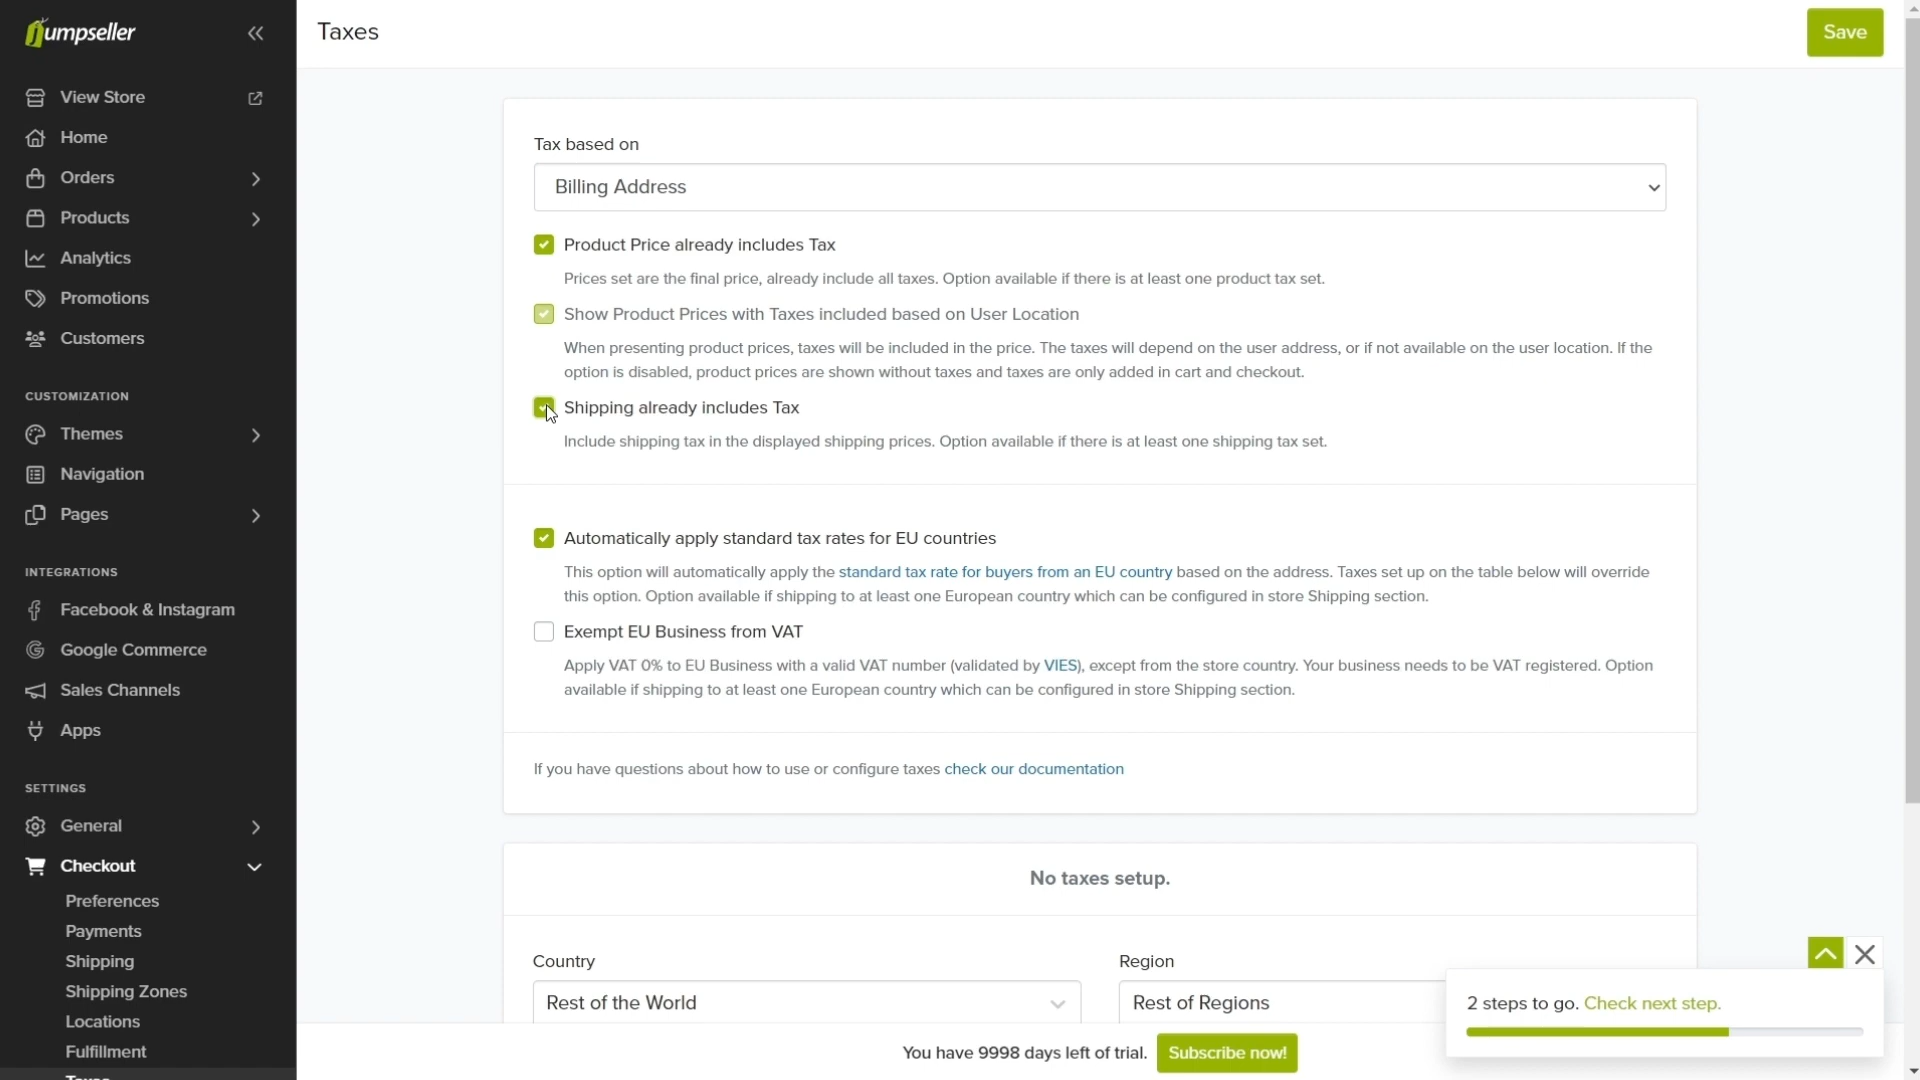 Jumpseller
View Store
Home
Orders
Products
Analytics
Promotions
Customers
CUSTOMIZATION
Themes
Navigation
Pages
INTEGRATIONS
Facebook & Instagram
Google Commerce
Sales Channels
Apps
SETTINGS
General
Checkout
Preferences
Payments
Shipping
Shipping Zones
Locations
Fulfillment
Taxes
Taxes
Save
Tax based on
Billing Address
Product Price already includes Tax
Prices set are the final price, already include all taxes. Option available if there is at least one product tax set.
Show Product Prices with Taxes included based on User Location
When presenting product prices, taxes will be included in the price. The taxes will depend on the user address, or if not available on the user location. If the
option is disabled, product prices are shown without taxes and taxes are only added in cart and checkout.
Shipping already includes Tax
Include shipping tax in the displayed shipping prices. Option available if there is at least one shipping tax set.
Automatically apply standard tax rates for EU countries
This option will automatically apply the standard tax rate for buyers from an EU country based on the address. Taxes set up on the table below will override
this option. Option available if shipping to at least one European country which can be configured in store Shipping section.
Exempt EU Business from VAT
Apply VAT 0% to EU Business with a valid VAT number (validated by VIES), except from the store country. Your business needs to be VAT registered. Option
available if shipping to at least one European country which can be configured in store Shipping section.
If you have questions about how to use or configure taxes check our documentation
No taxes setup.
Country
Region
Rest of the World
Rest of Regions
2 steps to go. Check next step.
You have 9998 days left of trial.
Subscribe now!